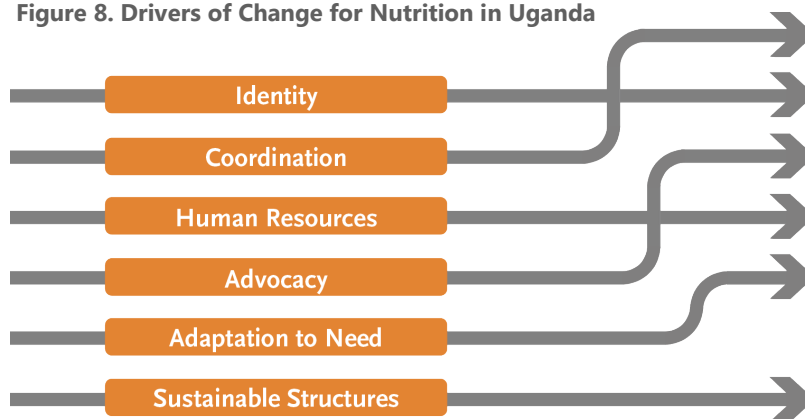 Figure 8. Drivers of Change for Nutrition in Uganda
Identity
Coordination
Human Resources
Advocacy
Adaptation to Need
Sustainable Structures